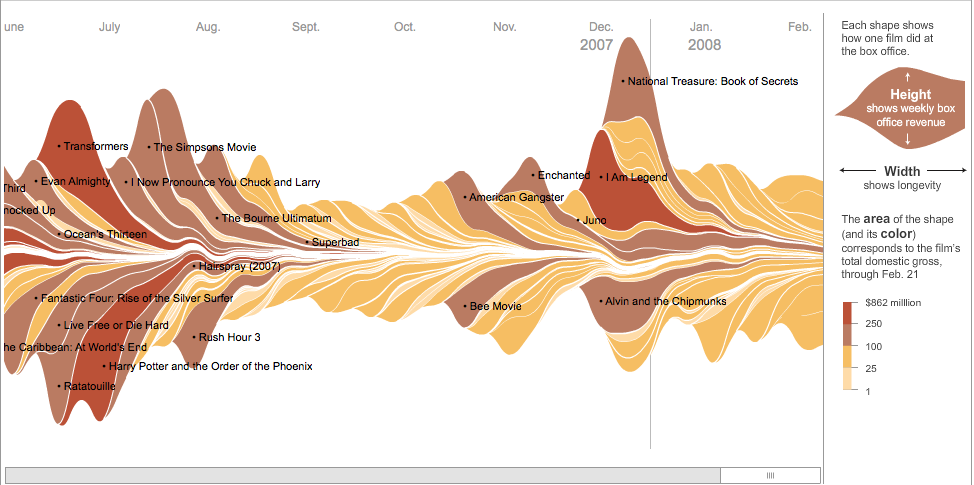 une
July
Aug.
Sept.
Oct.
Nov.
Dec.
2007
Jan.
2008
Feb.
• National Treasure: Book of Secrets
• Transformers
• The Simpsons Movie
Third
• Evan Almighty
• I Now Pronounce You Chuck and Larry
• Enchanted
• I Am Legend
nocked Up
• American Gangster
• The Bourne Ultimatum
• Juno
• Ocean's Thirteen
• Superbad
• Hairspray (2007)
• Fantastic Four: Rise of the Silver Surfer
• Bee Movie
• Alvin and the Chipmunks
• Live Free or Die Hard
• Rush Hour 3
he Caribbean: At World's End
• Harry Potter and the Order of the Phoenix
• Ratatouille
Each shape shows
how one film did at
the box office.
Height
shows weekly box
office revenue
Width
shows longevity
The area of the shape
(and its color)
corresponds to the film's
total domestic gross,
through Feb. 21
$862 milllion
250
100
25
1